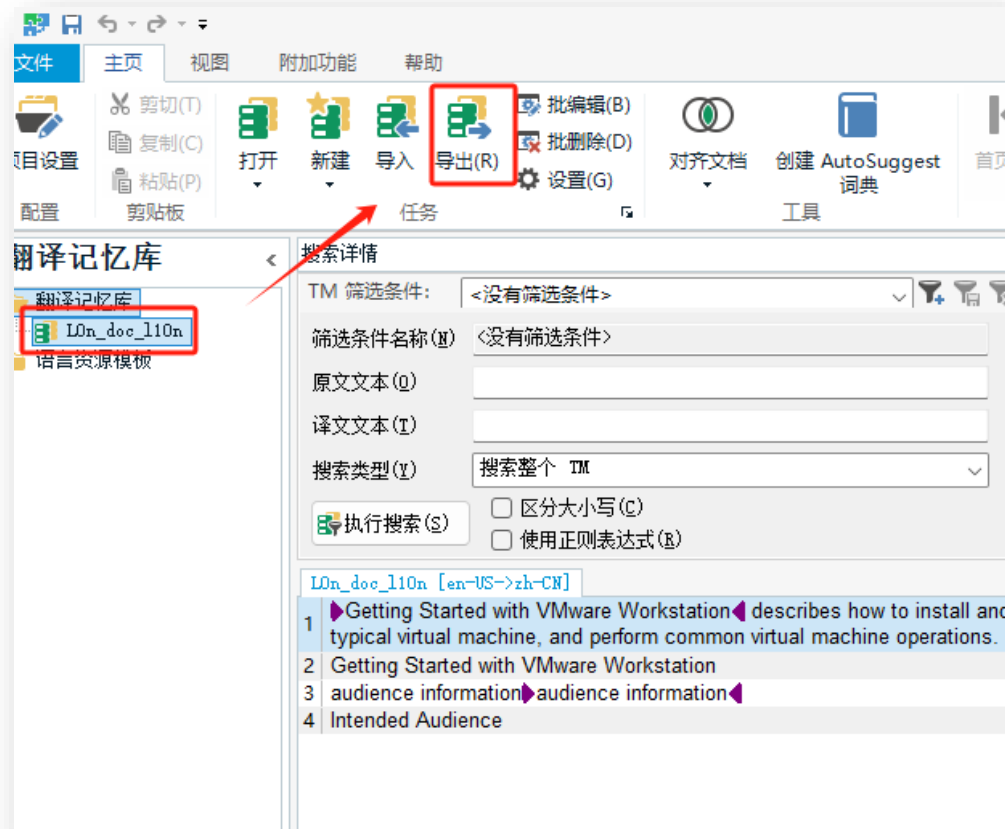 文件 主页 视图 附加功能 帮助
剪切(T)
复制(C)
粘贴(P)
项目设置
打开
新建
导入
导出(R)
批编辑(B)
批删除(D)
设置(G)
对齐文档
创建 AutoSuggest
词典
配置 剪贴板 任务 工具
翻译记忆库
翻译记忆库
L0n_doc_l10n
语言资源模板
搜索详情
TM 筛选条件: <没有筛选条件>
筛选条件名称(N) <没有筛选条件>
原文文本(O)
译文文本(T)
搜索类型(Y) 搜索整个 TM
执行搜索(S)
区分大小写(C)
使用正则表达式(R)
L0n_doc_l10n [en-US->zh-CN]
1 Getting Started with VMware Workstation describes how to install and
typical virtual machine, and perform common virtual machine operations.
2 Getting Started with VMware Workstation
3 audience information audience information
4 Intended Audience